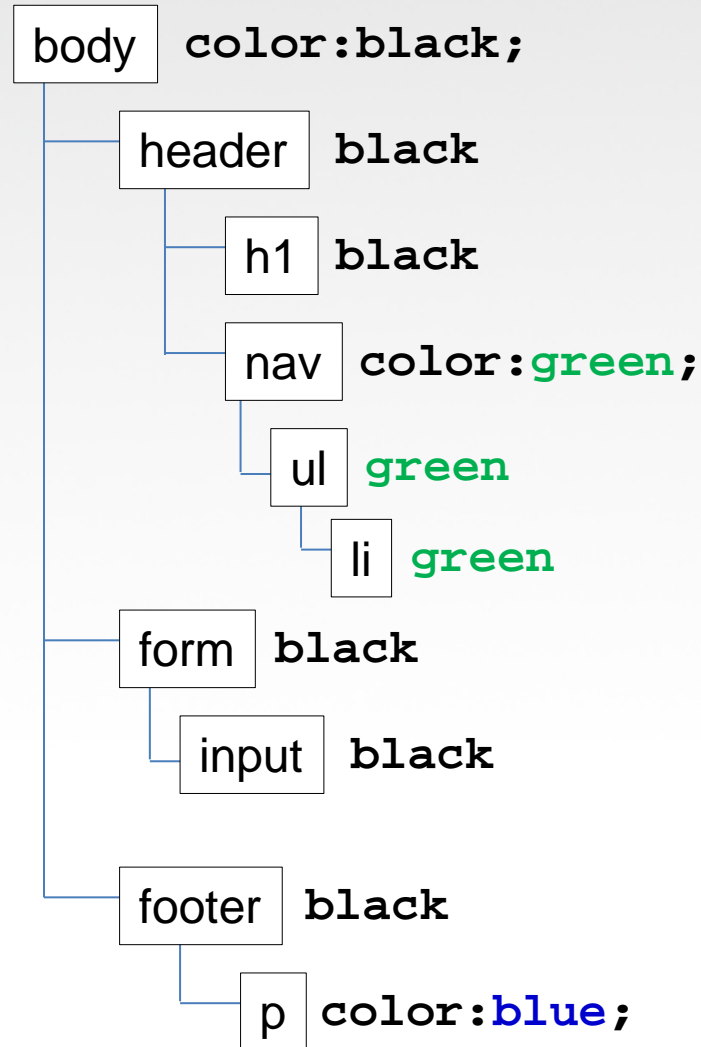 body color:black;
header black
h1 black
nav color:green;
ul green
li green
form black
input black
footer black
p color:blue;